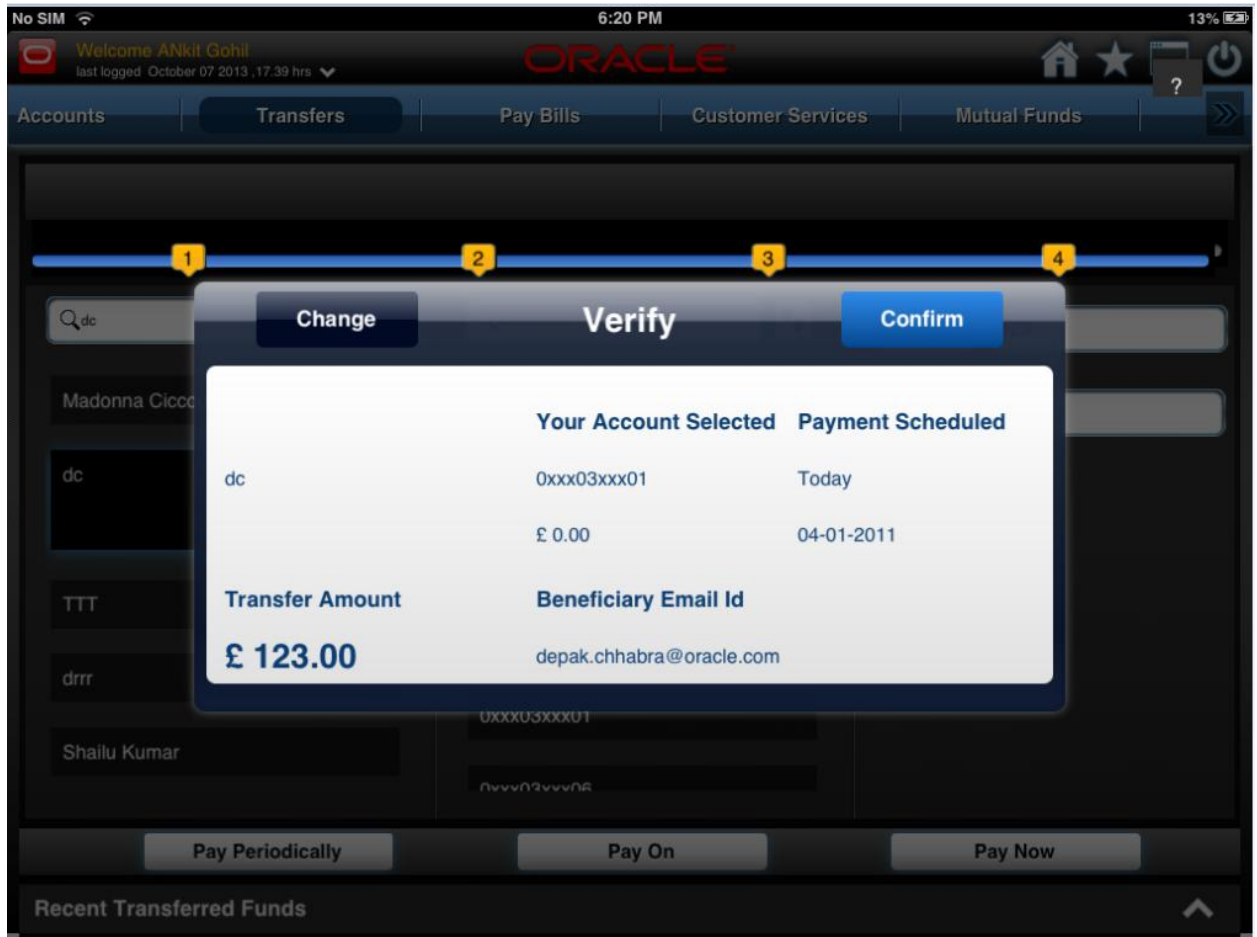 No SIM 6:20 PM 13%
Welcome ANkit Gohil
last logged October 07 2013 ,17.39 hrs
ORACLE
?
Accounts Transfers Pay Bills Customer Services Mutual Funds
1 2 3 4
dc
Change Verify Confirm
Madonna Cicco
dc
TTT
drrr
Shailu Kumar
Your Account Selected Payment Scheduled
dc 0xxx03xxx01 Today
£ 0.00 04-01-2011
Transfer Amount Beneficiary Email Id
£ 123.00 depak.chhabra@oracle.com
0xxx03xxx01
0xxx03xxx06
Pay Periodically Pay On Pay Now
Recent Transferred Funds